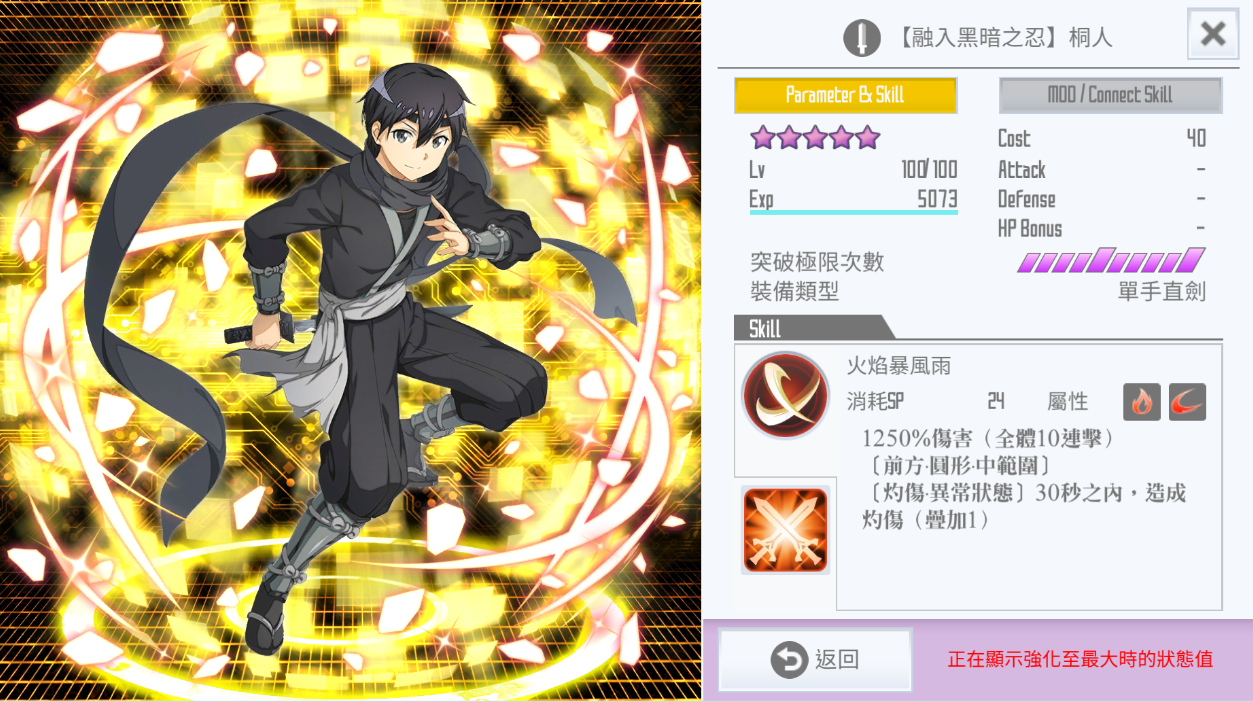 【融入黑暗之忍】桐人
Parameter & Skill
MOD / Connect Skill
Lv 100/100
Exp 5073
Cost 40
Attack -
Defense -
HP Bonus -
突破極限次數
裝備類型 單手直劍
Skill
火焰暴風雨
消耗SP 24 屬性
1250%傷害（全體10連擊）
〔前方·圓形·中範圍〕
〔灼傷·異常狀態〕30秒之內，造成
灼傷（疊加1）
返回
正在顯示強化至最大時的狀態值